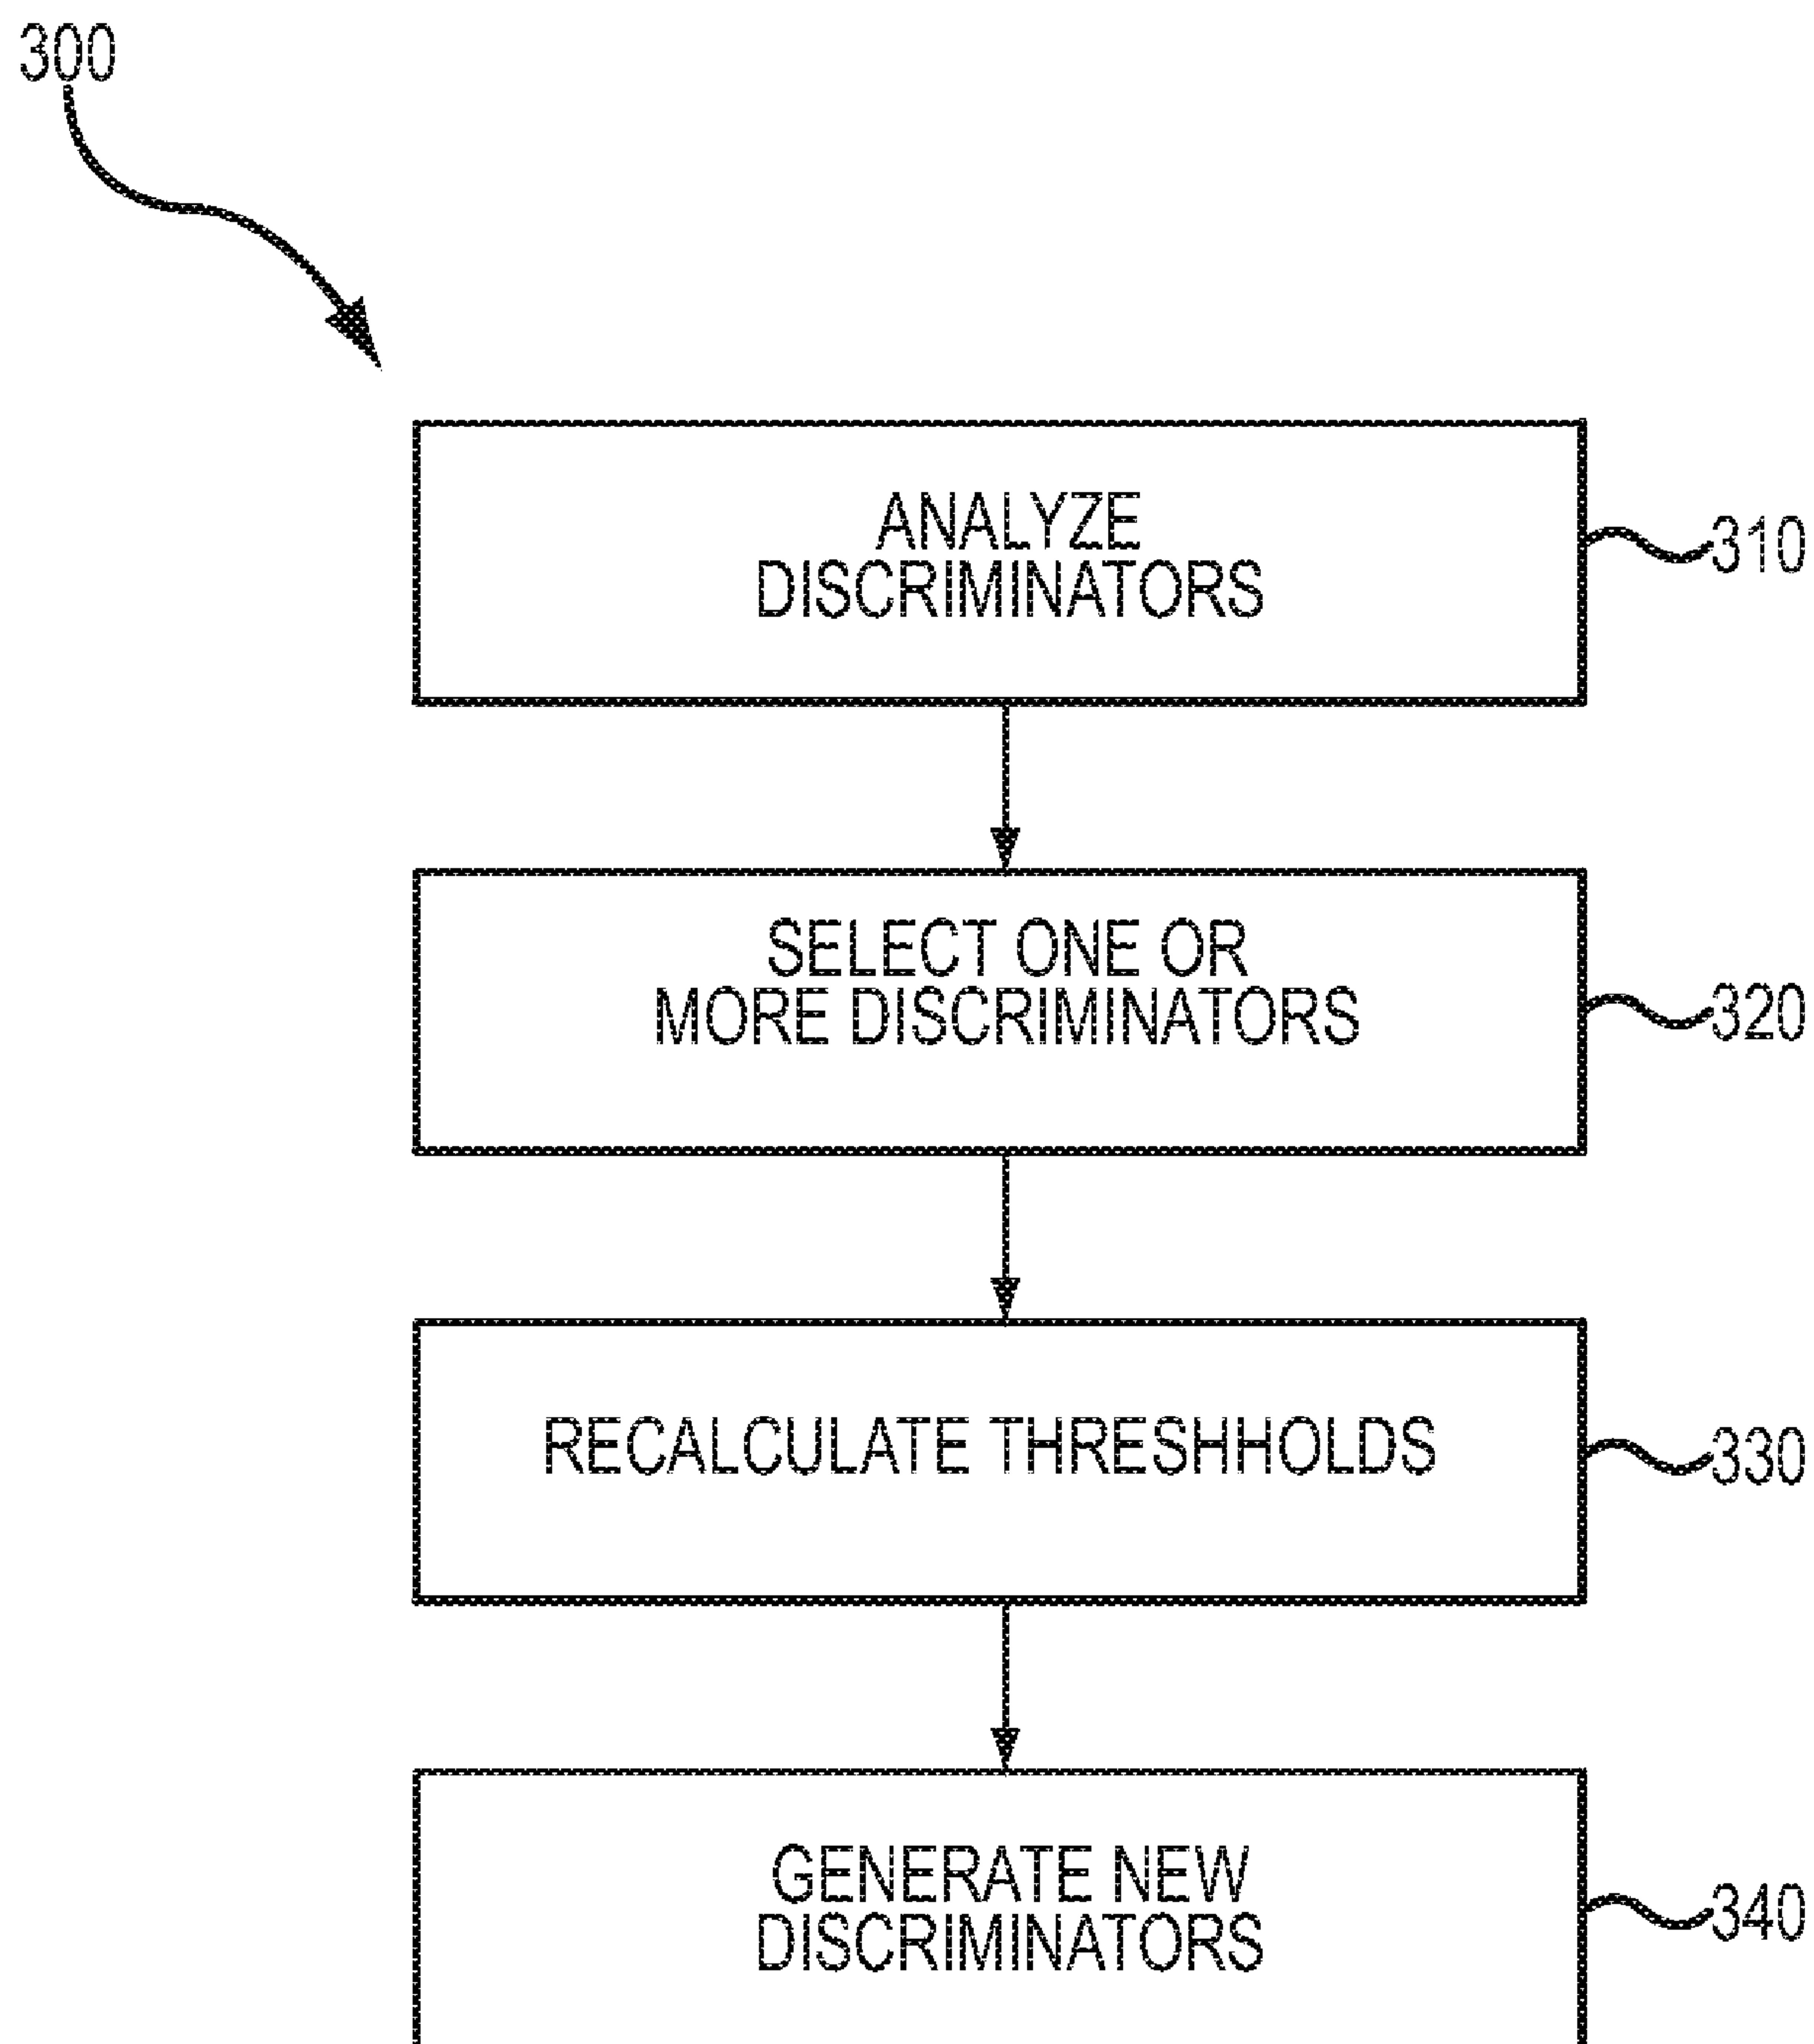 300
ANALYZE
DISCRIMINATORS
310
SELECT ONE OR
MORE DISCRIMINATORS
320
RECALCULATE THRESHHOLDS
330
GENERATE NEW
DISCRIMINATORS
340